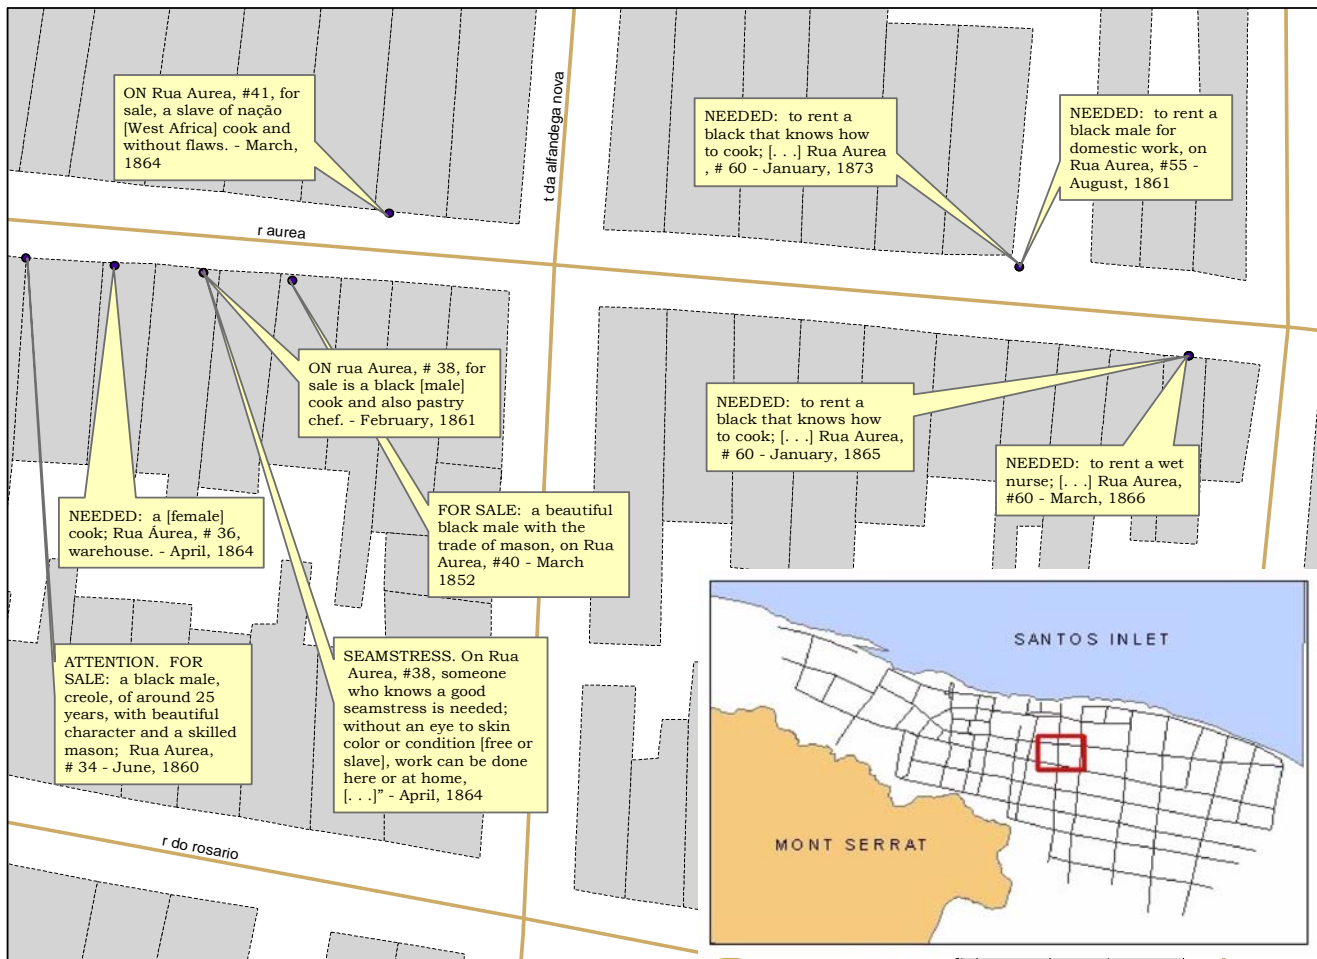 ON Rua Aurea, #41, for
sale, a slave of nação
[West Africa] cook and
without flaws. - March,
1864
t da alfandega nova
NEEDED: to rent a
black that knows how
to cook; [. . .] Rua Aurea
, # 60 - January, 1873
NEEDED: to rent a
black male for
domestic work, on
Rua Aurea, #55 -
August, 1861
r aurea
ON rua Aurea, # 38, for
sale is a black [male]
cook and also pastry
chef. - February, 1861
NEEDED: to rent a
black that knows how
to cook; [. . .] Rua Aurea,
# 60 - January, 1865
NEEDED: to rent a wet
nurse; [. . .] Rua Aurea,
#60 - March, 1866
NEEDED: a [female]
cook; Rua Áurea, # 36,
warehouse. - April, 1864
FOR SALE: a beautiful
black male with the
trade of mason, on Rua
Aurea, #40 - March
1852
ATTENTION. FOR
SALE: a black male,
creole, of around 25
years, with beautiful
character and a skilled
mason; Rua Aurea,
# 34 - June, 1860
SEAMSTRESS. On Rua
Aurea, #38, someone
who knows a good
seamstress is needed;
without an eye to skin
color or condition [free or
slave], work can be done
here or at home,
[. . .]” - April, 1864
SANTOS INLET
MONT SERRAT
r do rosario